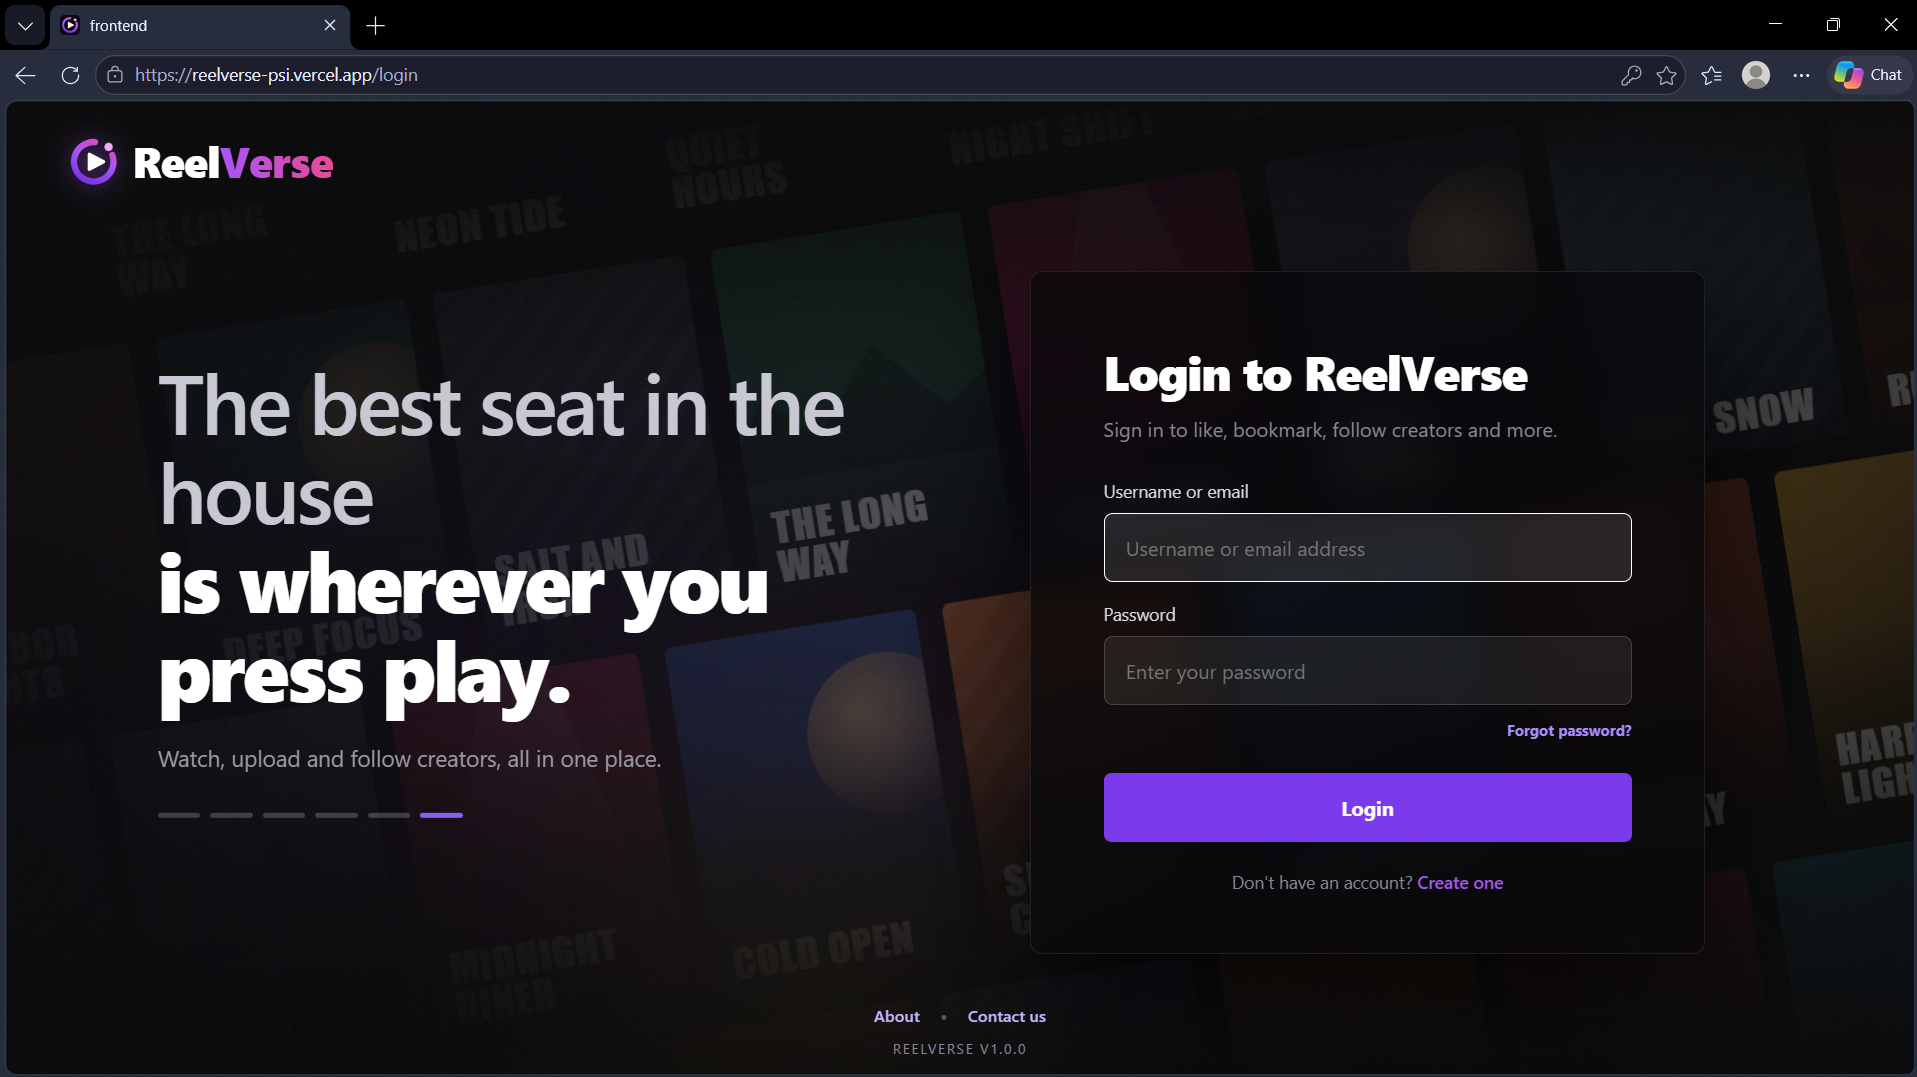 frontend
https://reelverse-psi.vercel.app/login
Chat
ReelVerse
QUIET
HOURS
NIGHT SHIFT
THE LONG
WAY
NEON TIDE
The best seat in the
house
is wherever you
press play.
Watch, upload and follow creators, all in one place.
SALT AND
THE LONG
WAY
DEEP FOCUS
SNOW
MIDNIGHT
DINER
COLD OPEN
Login to ReelVerse
Sign in to like, bookmark, follow creators and more.
Username or email
Username or email address
Password
Enter your password
Forgot password?
Login
Don't have an account? Create one
About • Contact us
REELVERSE V1.0.0